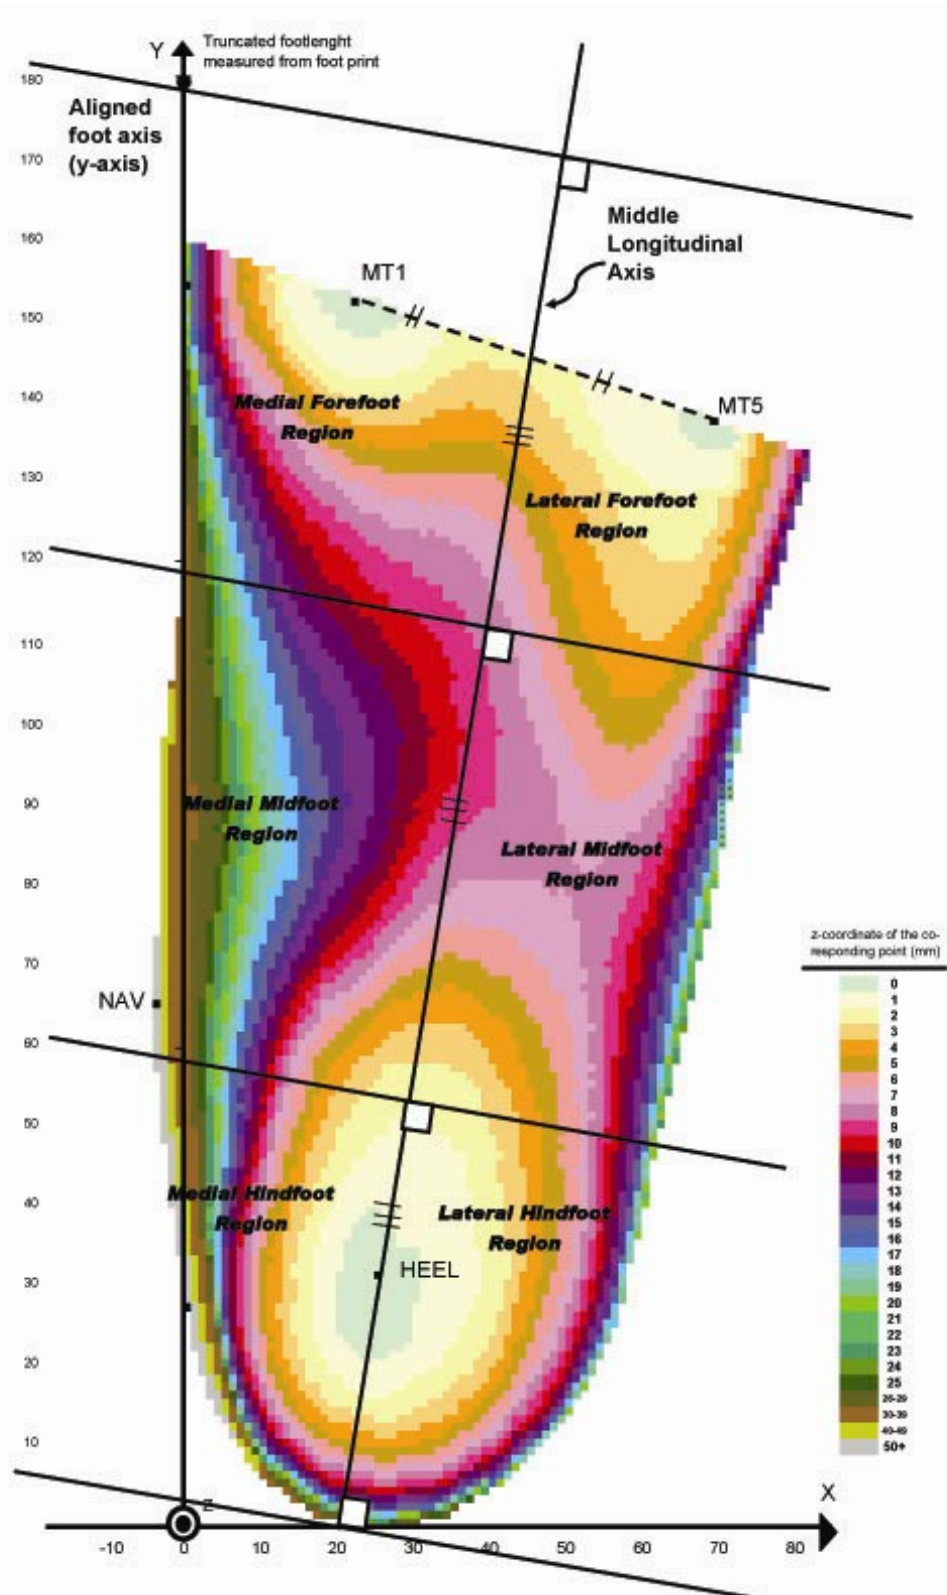 Y
Truncated footlenght
measured from foot print
180
Aligned
foot axis
(y-axis)
170
Middle
Longitudinal
Axis
160
MT1
150
140
MT5
Medial Forefoot
Region
130
Lateral Forefoot
Region
120
110
100
90
Medial Midfoot
Region
Lateral Midfoot
Region
80
z-coordinate of the co-
responding point (mm)
70
NAV
60
50
40
Medial Hindfoot
Region
Lateral Hindfoot
Region
30
HEEL
20
10
0
1
2
3
4
5
6
7
8
9
10
11
12
13
14
15
16
17
18
19
20
21
22
23
24
25
26-29
30-39
40-49
50+
Z
X
-10 0 10 20 30 40 50 60 70 80